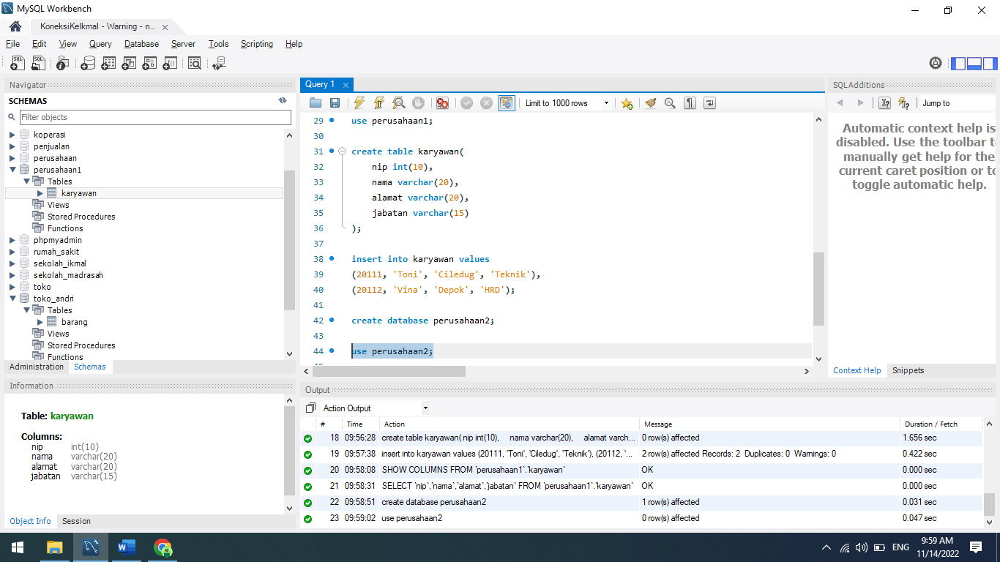 MySQL Workbench
KoneksiKelkmal - Warning - n...
File Edit View Query Database Server Tools Scripting Help
Navigator
SCHEMAS
Filter objects
koperasi
penjualan
perusahaan
perusahaan1
Tables
karyawan
Views
Stored Procedures
Functions
phpmyadmin
rumah_sakit
sekolah_ikmal
sekolah_madrasah
toko
toko_andri
Tables
barang
Views
Stored Procedures
Functions
Administration Schemas
Information
Table: karyawan
Columns:
nip int(10)
nama varchar(20)
alamat varchar(20)
jabatan varchar(15)
Object Info Session
Query 1
Limit to 1000 rows
29 use perusahaan1;
30
31 create table karyawan(
32 nip int(10),
33 nama varchar(20),
34 alamat varchar(20),
35 jabatan varchar(15)
36 );
37
38 insert into karyawan values
39 (20111, 'Toni', 'Ciledug', 'Teknik'),
40 (20112, 'Vina', 'Depok', 'HRD');
41
42 create database perusahaan2;
43
44 use perusahaan2;
SQLAdditions
Jump to
Automatic context help is
disabled. Use the toolbar t
manually get help for the
current caret position or to
toggle automatic help.
Context Help Snippets
Output
Action Output
# Time Action Message Duration / Fetch
18 09:56:28 create table karyawan( nip int(10), nama varchar(20), alamat varch... 0 row(s) affected 1.656 sec
19 09:57:38 insert into karyawan values (20111, 'Toni', 'Ciledug', 'Teknik'), (20112, '... 2 row(s) affected Records: 2 Duplicates: 0 Warnings: 0 0.422 sec
20 09:58:08 SHOW COLUMNS FROM `perusahaan1`.`karyawan` OK 0.000 sec
21 09:58:31 SELECT `nip`,`nama`,`alamat`,`jabatan` FROM `perusahaan1`.`karyawan` OK 0.000 sec
22 09:58:51 create database perusahaan2 1 row(s) affected 0.031 sec
23 09:59:02 use perusahaan2 0 row(s) affected 0.047 sec
ENG
9:59 AM
11/14/2022